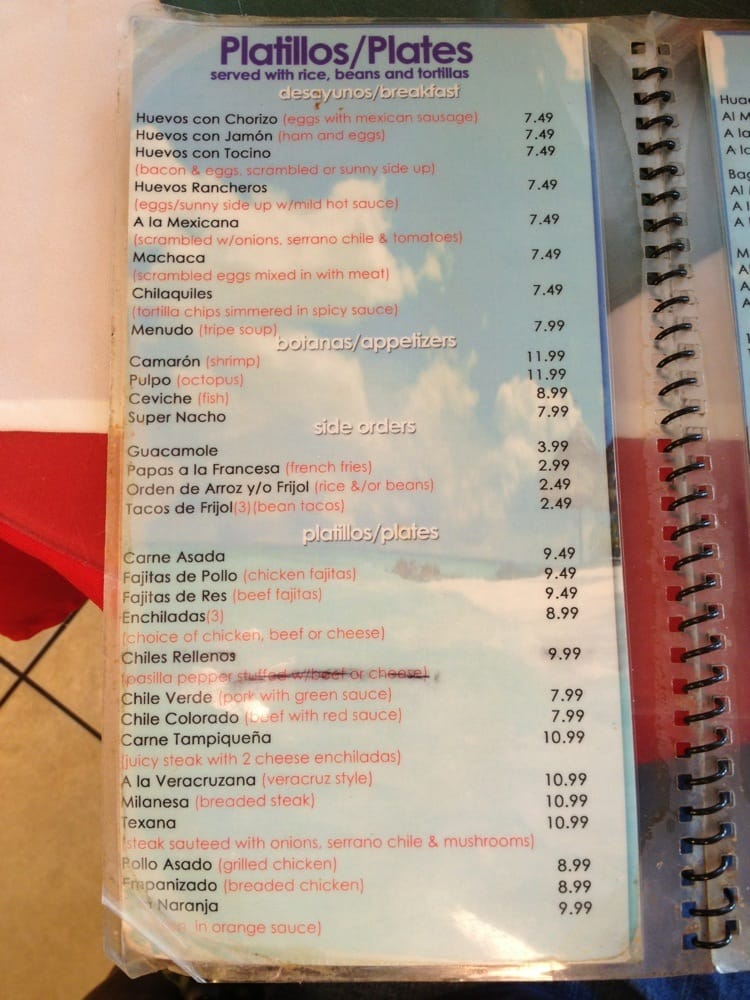 Platillos/Plates
served with rice, beans and tortillas
desayunos/breakfast
Huevos con Chorizo (eggs with mexican sausage) 7.49
Huevos con Jamón (ham and eggs) 7.49
Huevos con Tocino 7.49
(bacon & eggs, scrambled or sunny side up)
Huevos Rancheros 7.49
(eggs/sunny side up w/mild hot sauce)
A la Mexicana 7.49
(scrambled w/onions, serrano chile & tomatoes)
Machaca 7.49
(scrambled eggs mixed in with meat)
Chilaquiles 7.49
(tortilla chips simmered in spicy sauce)
Menudo (tripe soup) 7.99
botanas/appetizers
Camarón (shrimp) 11.99
Pulpo (octopus) 11.99
Ceviche (fish) 8.99
Super Nacho 7.99
side orders
Guacamole 3.99
Papas a la Francesa (french fries) 2.99
Orden de Arroz y/o Frijol (rice &/or beans) 2.49
Tacos de Frijol(3)(bean tacos) 2.49
platillos/plates
Carne Asada 9.49
Fajitas de Pollo (chicken fajitas) 9.49
Fajitas de Res (beef fajitas) 9.49
Enchiladas(3) 8.99
(choice of chicken, beef or cheese)
Chiles Rellenos 9.99
(pasilla pepper stuffed w/beef or cheese)
Chile Verde (pork with green sauce) 7.99
Chile Colorado (beef with red sauce) 7.99
Carne Tampiqueña 10.99
(juicy steak with 2 cheese enchiladas)
A la Veracruzana (veracruz style) 10.99
Milanesa (breaded steak) 10.99
Texana 10.99
(steak sauteed with onions, serrano chile & mushrooms)
Pollo Asado (grilled chicken) 8.99
Empanizado (breaded chicken) 8.99
Naranja 9.99
in orange sauce)
Al
A la
A la
Al
A l
A